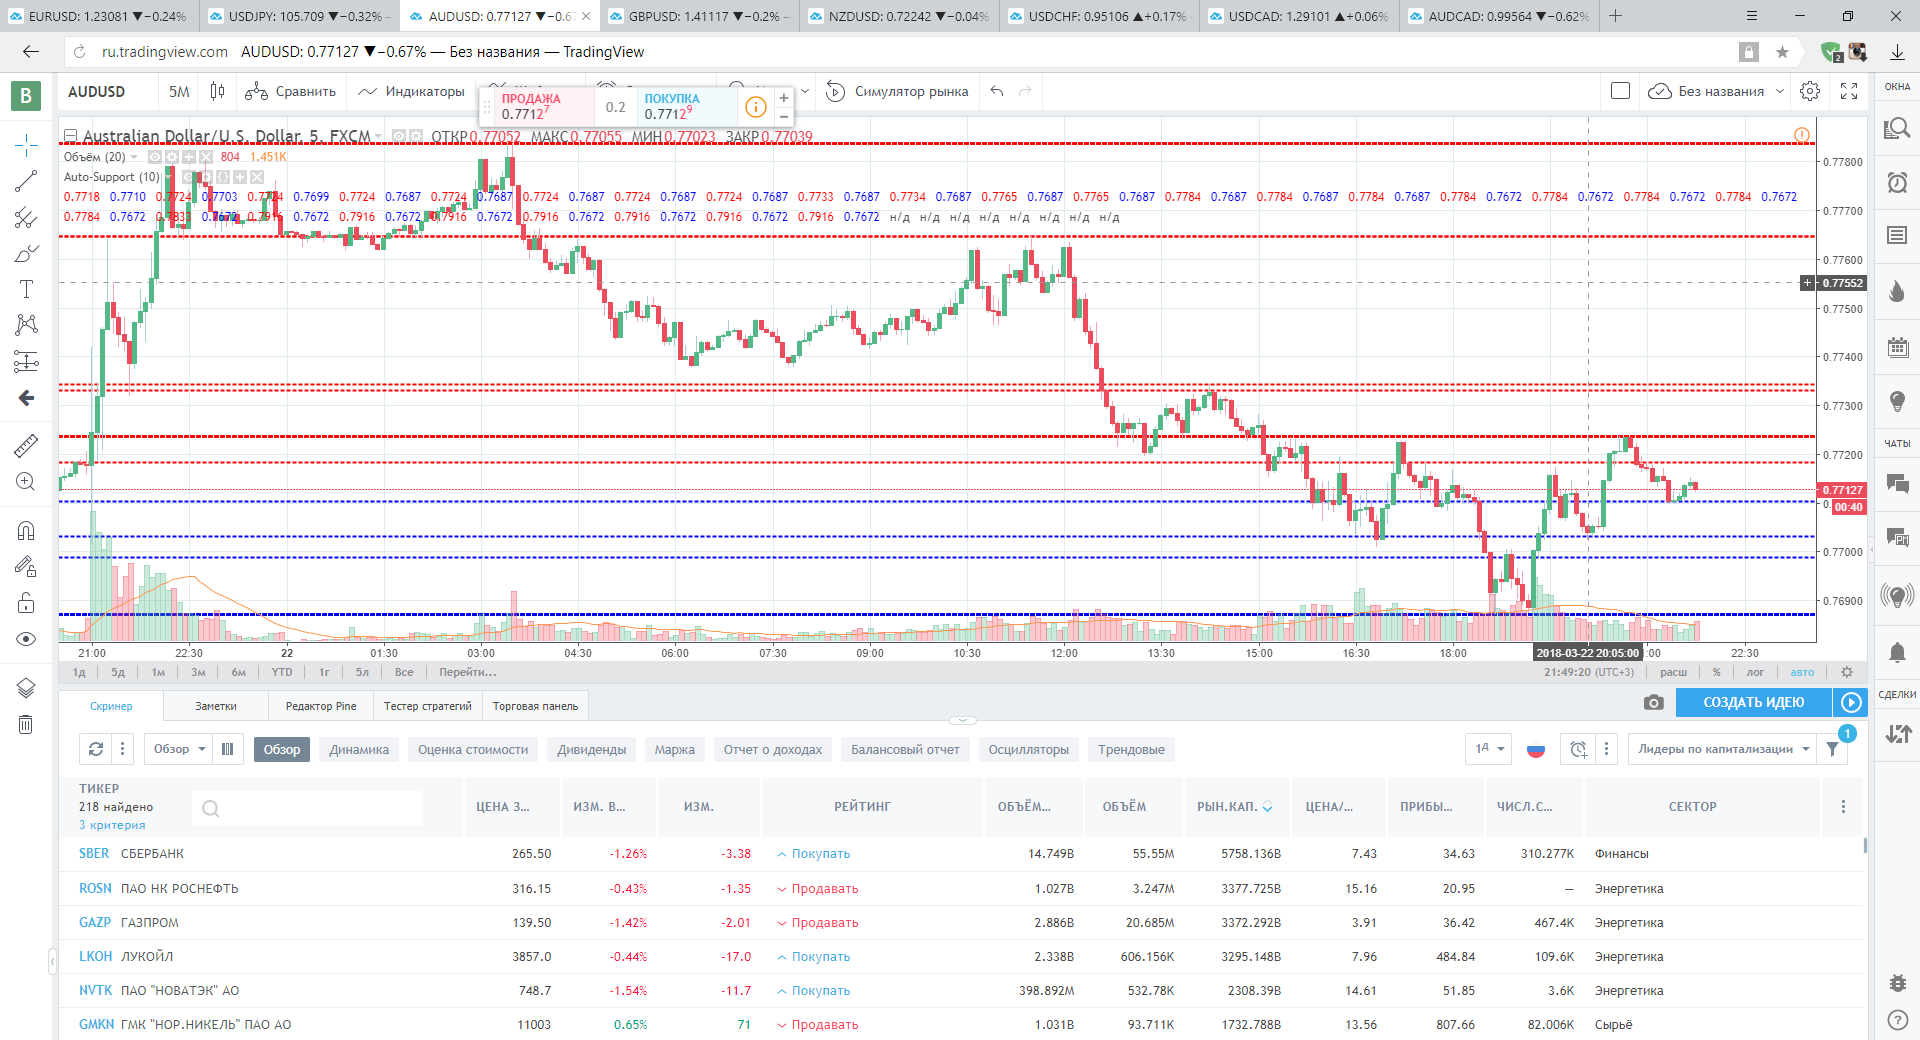 EURUSD: 1.23081 ▼−0.24%
USDJPY: 105.709 ▼−0.32%
AUDUSD: 0.77127 ▼−0.67
GBPUSD: 1.41117 ▼−0.2%
NZDUSD: 0.72242 ▼−0.04%
USDCHF: 0.95106 ▲+0.17%
USDCAD: 1.29101 ▲+0.06%
AUDCAD: 0.99564 ▼−0.62%
ru.tradingview.com AUDUSD: 0.77127 ▼−0.67% — Без названия — TradingView
2
B AUDUSD 5М Сравнить Индикаторы Симулятор рынка Без названия
ОКНА
ПРОДАЖА 0.2 ПОКУПКА
0.77127 0.77129
Australian Dollar/U.S. Dollar, 5, FXCM ОТКР 0.77052 МАКС 0.77055 МИН 0.77023 ЗАКР 0.77039
Объём (20) 804 1.451K
Auto-Support (10)
0.7718 0.7710 0.7724 0.7703 0.7724 0.7699 0.7724 0.7687 0.7724 0.7687 0.7724 0.7687 0.7724 0.7687 0.7724 0.7687 0.7733 0.7687 0.7734 0.7687 0.7765 0.7687 0.7765 0.7687 0.7784 0.7687 0.7784 0.7687 0.7784 0.7687 0.7784 0.7672 0.7784 0.7672 0.7784 0.7672 0.7784 0.7672
0.7784 0.7672 0.7833 0.7672 0.7916 0.7672 0.7916 0.7672 0.7916 0.7672 0.7916 0.7672 0.7916 0.7672 0.7916 0.7672 0.7916 0.7672 н/д н/д н/д н/д н/д н/д н/д н/д
0.77800
0.77700
0.77600
0.77552
0.77500
0.77400
0.77300
0.77200
0.77127
00:40
0.77000
0.76900
ЧАТЫ
СДЕЛКИ
21:00 22:30 22 01:30 03:00 04:30 06:00 07:30 09:00 10:30 12:00 13:30 15:00 16:30 18:00 2018-03-22 20:05:00 :00 22:30
1д 5д 1м 3м 6м YTD 1г 5л Все Перейти... 21:49:20 (UTC+3) расш % лог авто
Скринер Заметки Редактор Pine Тестер стратегий Торговая панель СОЗДАТЬ ИДЕЮ
Обзор Обзор Динамика Оценка стоимости Дивиденды Маржа Отчет о доходах Балансовый отчет Осцилляторы Трендовые 1д Лидеры по капитализации 1
ТИКЕР
218 найдено
3 критерия
ЦЕНА З... ИЗМ. В... ИЗМ. РЕЙТИНГ ОБЪЁМ... ОБЪЁМ РЫН.КАП. ЦЕНА/... ПРИБЫ... ЧИСЛ.С... СЕКТОР
SBER СБЕРБАНК 265.50 -1.26% -3.38 Покупать 14.749B 55.55M 5758.136B 7.43 34.63 310.277K Финансы
ROSN ПАО НК РОСНЕФТЬ 316.15 -0.43% -1.35 Продавать 1.027B 3.247M 3377.725B 15.16 20.95 — Энергетика
GAZP ГАЗПРОМ 139.50 -1.42% -2.01 Продавать 2.886B 20.685M 3372.292B 3.91 36.42 467.4K Энергетика
LKOH ЛУКОЙЛ 3857.0 -0.44% -17.0 Покупать 2.338B 606.156K 3295.148B 7.96 484.84 109.6K Энергетика
NVTK ПАО "НОВАТЭК" АО 748.7 -1.54% -11.7 Покупать 398.892M 532.78K 2308.39B 14.61 51.85 3.6K Энергетика
GMKN ГМК "НОР.НИКЕЛЬ" ПАО АО 11003 0.65% 71 Продавать 1.031B 93.711K 1732.788B 13.56 807.66 82.006K Сырьё